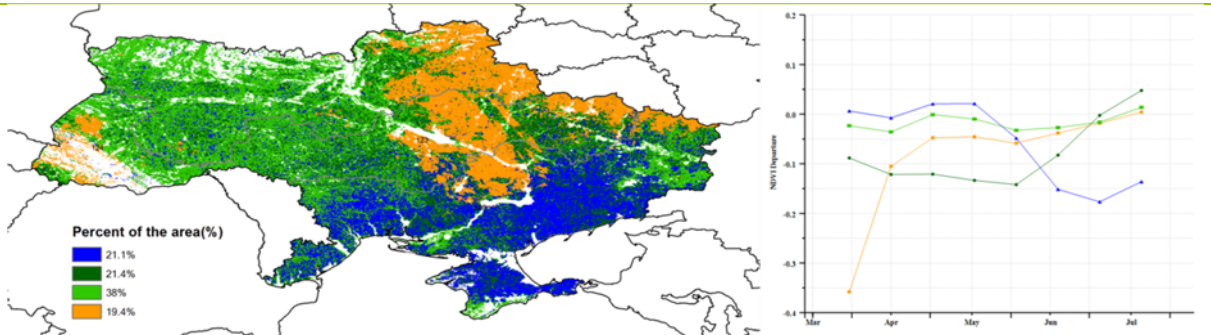 Percent of the area(%)
21.1%
21.4%
38%
19.4%
NDVI Departure
0.2
0.1
0.0
-0.1
-0.2
-0.3
-0.4
Mar
Apr
May
Jun
Jul